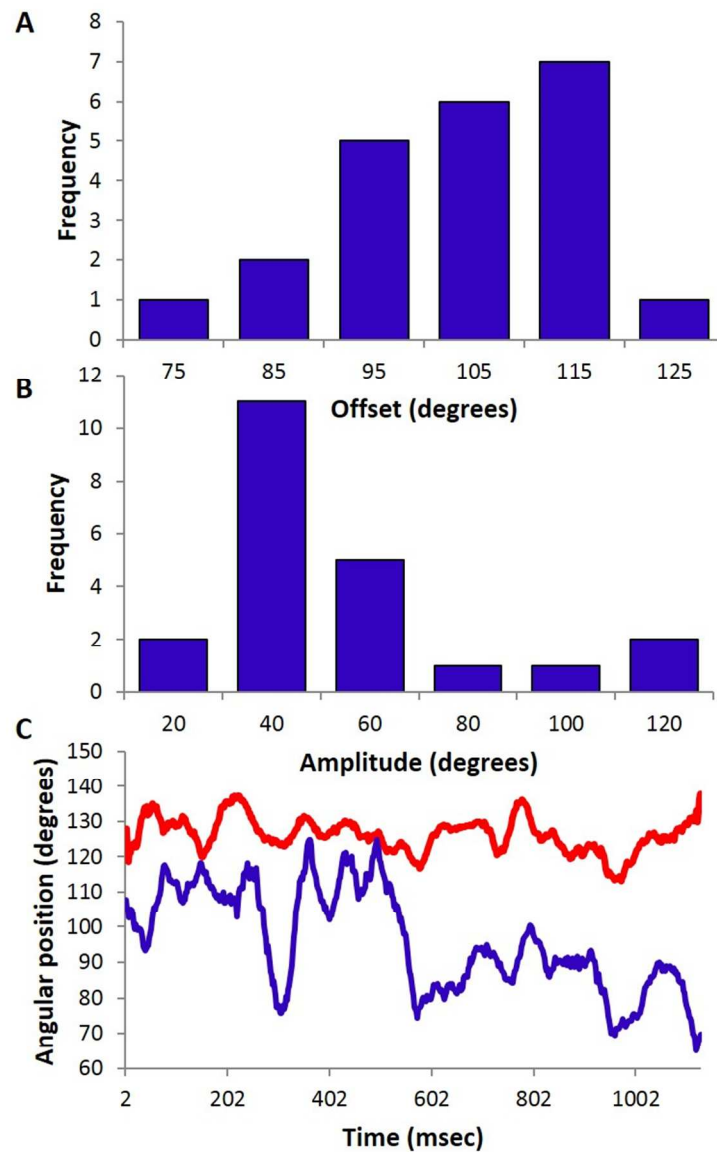 A
8
7
6
5
4
3
2
1
0
Frequency
75 85 95 105 115 125
Offset (degrees)
B
12
10
8
6
4
2
0
Frequency
20 40 60 80 100 120
Amplitude (degrees)
C
150
140
130
120
110
100
90
80
70
60
Angular position (degrees)
2 202 402 602 802 1002
Time (msec)